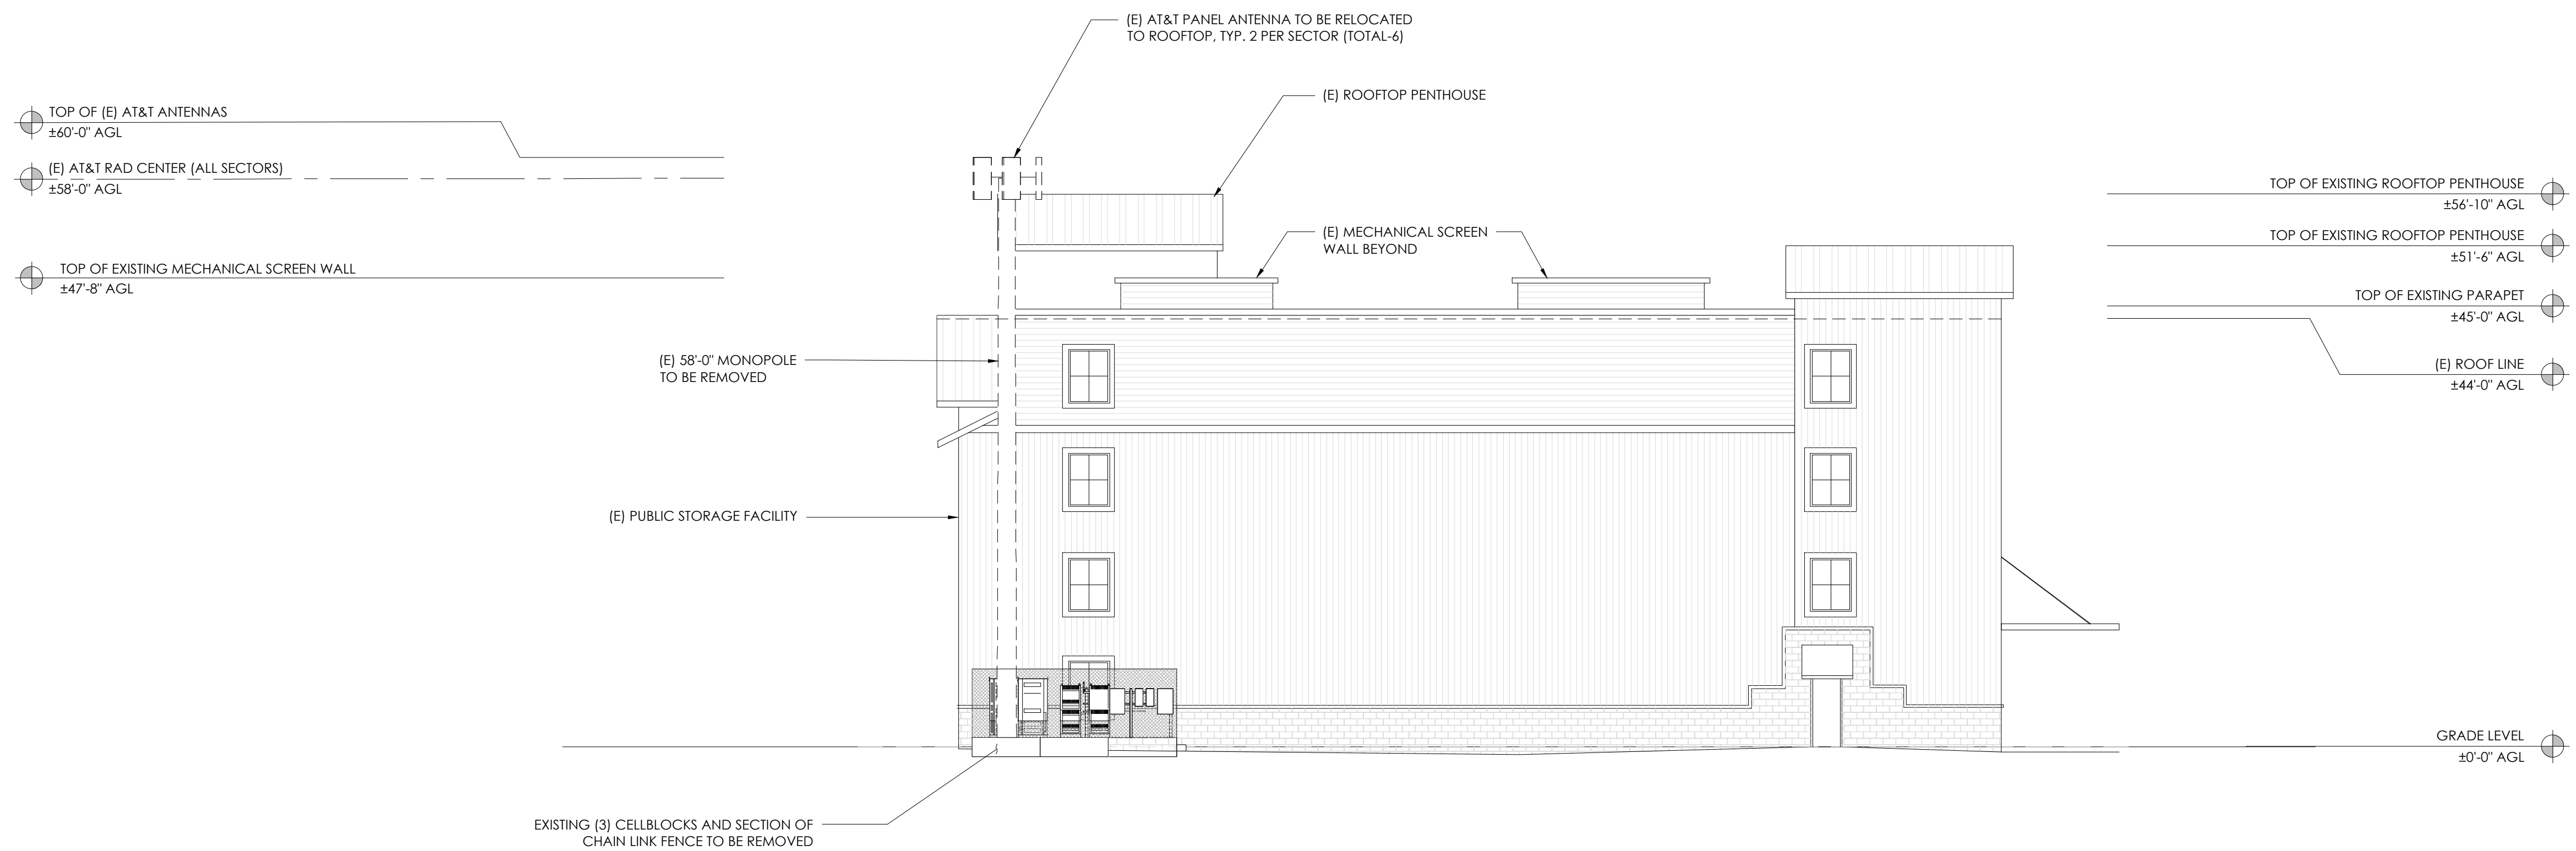 (E) AT&T PANEL ANTENNA TO BE RELOCATED
TO ROOFTOP, TYP. 2 PER SECTOR (TOTAL-6)
(E) ROOFTOP PENTHOUSE
TOP OF (E) AT&T ANTENNAS
±60'-0" AGL
(E) AT&T RAD CENTER (ALL SECTORS)
±58'-0" AGL
TOP OF EXISTING MECHANICAL SCREEN WALL
±47'-8" AGL
(E) MECHANICAL SCREEN
WALL BEYOND
TOP OF EXISTING ROOFTOP PENTHOUSE
±56'-10" AGL
TOP OF EXISTING ROOFTOP PENTHOUSE
±51'-6" AGL
TOP OF EXISTING PARAPET
±45'-0" AGL
(E) ROOF LINE
±44'-0" AGL
(E) 58'-0" MONOPOLE
TO BE REMOVED
(E) PUBLIC STORAGE FACILITY
GRADE LEVEL
±0'-0" AGL
EXISTING (3) CELLBLOCKS AND SECTION OF
CHAIN LINK FENCE TO BE REMOVED